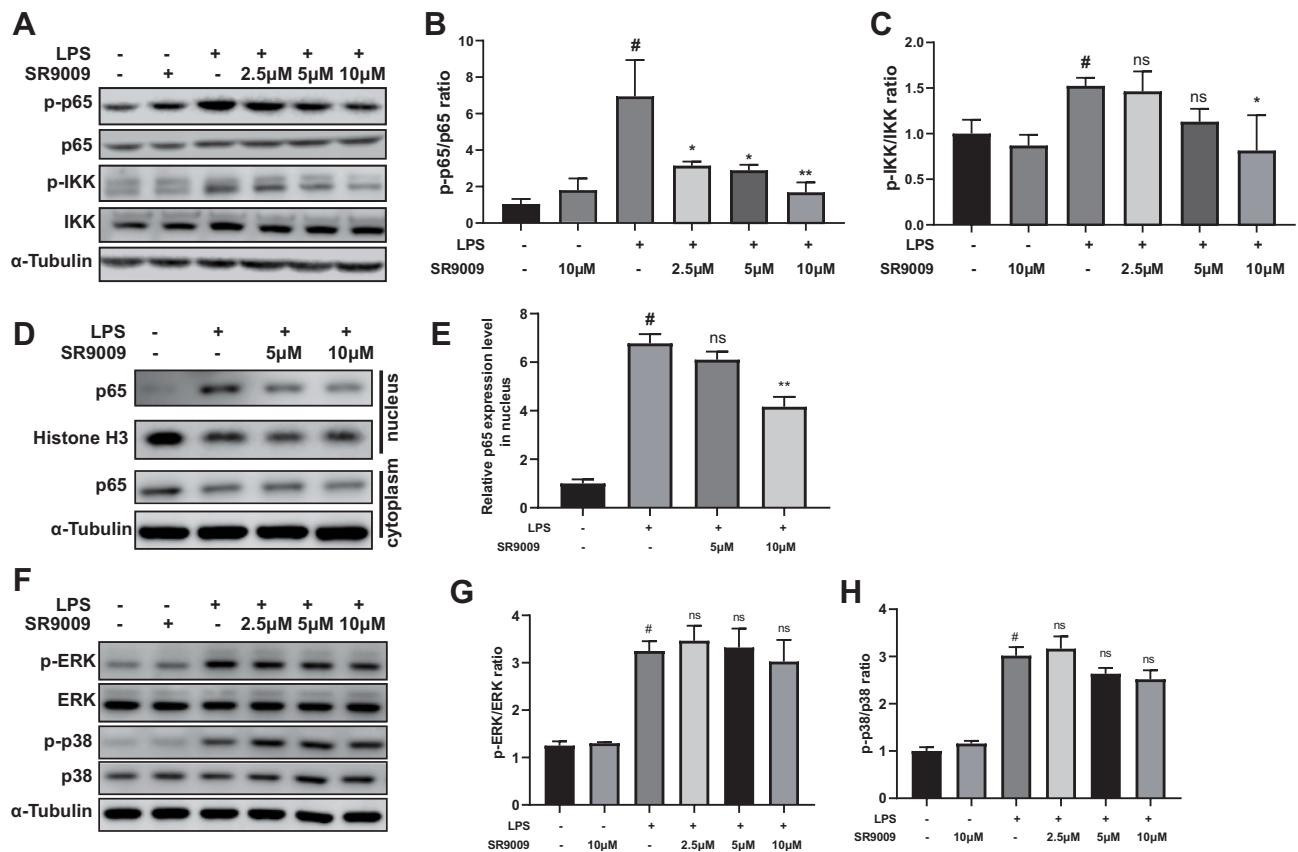 A
LPS - - + + + +
SR9009 - + - 2.5µM 5µM 10µM
p-p65
p65
p-IKK
IKK
α-Tubulin
B
p-p65/p65 ratio
10
8
6
4
2
0
# * * **
LPS - - + + + +
SR9009 - 10µM - 2.5µM 5µM 10µM
C
p-IKK/IKK ratio
2.0
1.5
1.0
0.5
0.0
# ns ns *
LPS - - + + + +
SR9009 - 10µM - 2.5µM 5µM 10µM
D
LPS - + + +
SR9009 - - 5µM 10µM
p65
Histone H3
nucleus
p65
α-Tubulin
cytoplasm
E
Relative p65 expression level
in nucleus
8
6
4
2
0
# ns **
LPS - + + +
SR9009 - - 5µM 10µM
F
LPS - - + + + +
SR9009 - + - 2.5µM 5µM 10µM
p-ERK
ERK
p-p38
p38
α-Tubulin
G
p-ERK/ERK ratio
4
3
2
1
0
# ns ns ns
LPS - - + + + +
SR9009 - 10µM - 2.5µM 5µM 10µM
H
p-p38/p38 ratio
4
3
2
1
0
# ns ns ns
LPS - - + + + +
SR9009 - 10µM - 2.5µM 5µM 10µM